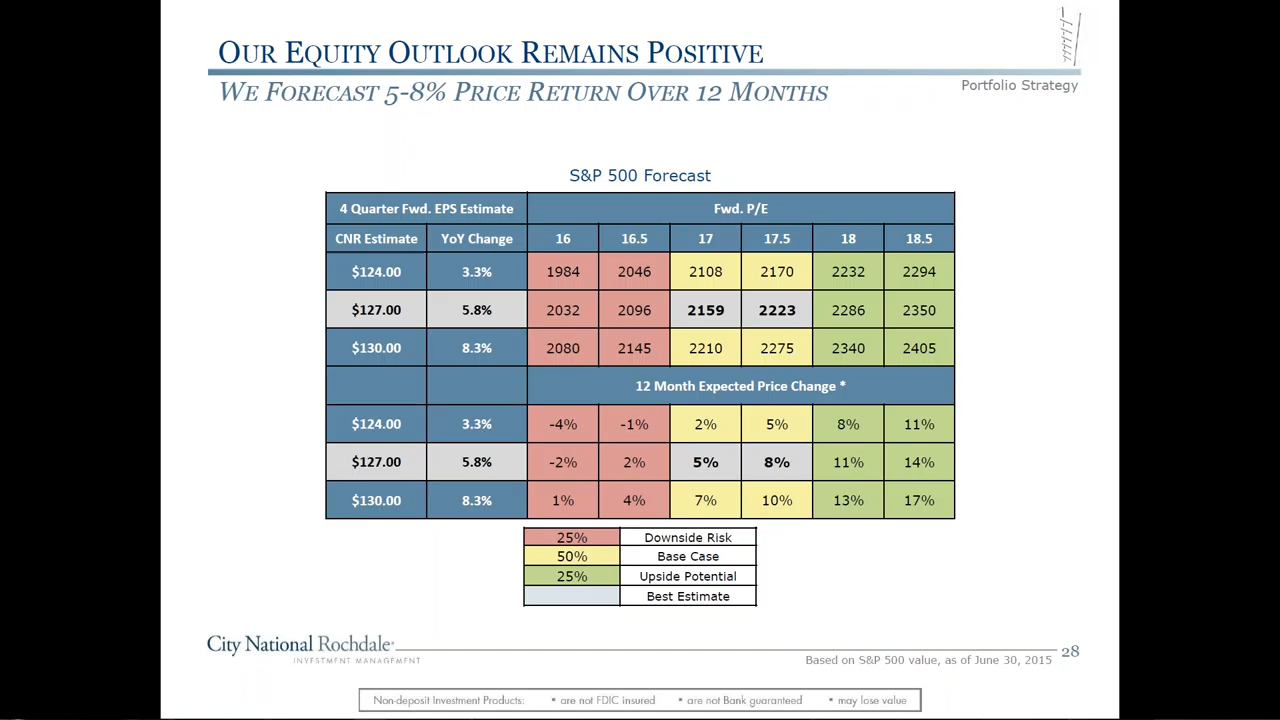 OUR EQUITY OUTLOOK REMAINS POSITIVE
WE FORECAST 5-8% PRICE RETURN OVER 12 MONTHS
Portfolio Strategy
S&P 500 Forecast
4 Quarter Fwd. EPS Estimate Fwd. P/E
CNR Estimate YoY Change 16 16.5 17 17.5 18 18.5
$124.00 3.3% 1984 2046 2108 2170 2232 2294
$127.00 5.8% 2032 2096 2159 2223 2286 2350
$130.00 8.3% 2080 2145 2210 2275 2340 2405
12 Month Expected Price Change *
$124.00 3.3% -4% -1% 2% 5% 8% 11%
$127.00 5.8% -2% 2% 5% 8% 11% 14%
$130.00 8.3% 1% 4% 7% 10% 13% 17%
25% Downside Risk
50% Base Case
25% Upside Potential
Best Estimate
City National Rochdale
INVESTMENT MANAGEMENT
28
Based on S&P 500 value, as of June 30, 2015
Non-deposit Investment Products: * are not FDIC insured * are not Bank guaranteed * may lose value